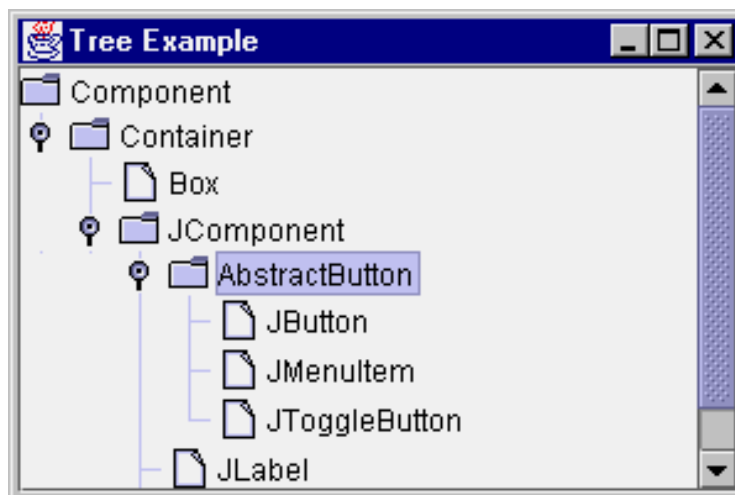 Tree Example
Component
Container
Box
JComponent
AbstractButton
JButton
JMenuItem
JToggleButton
JLabel